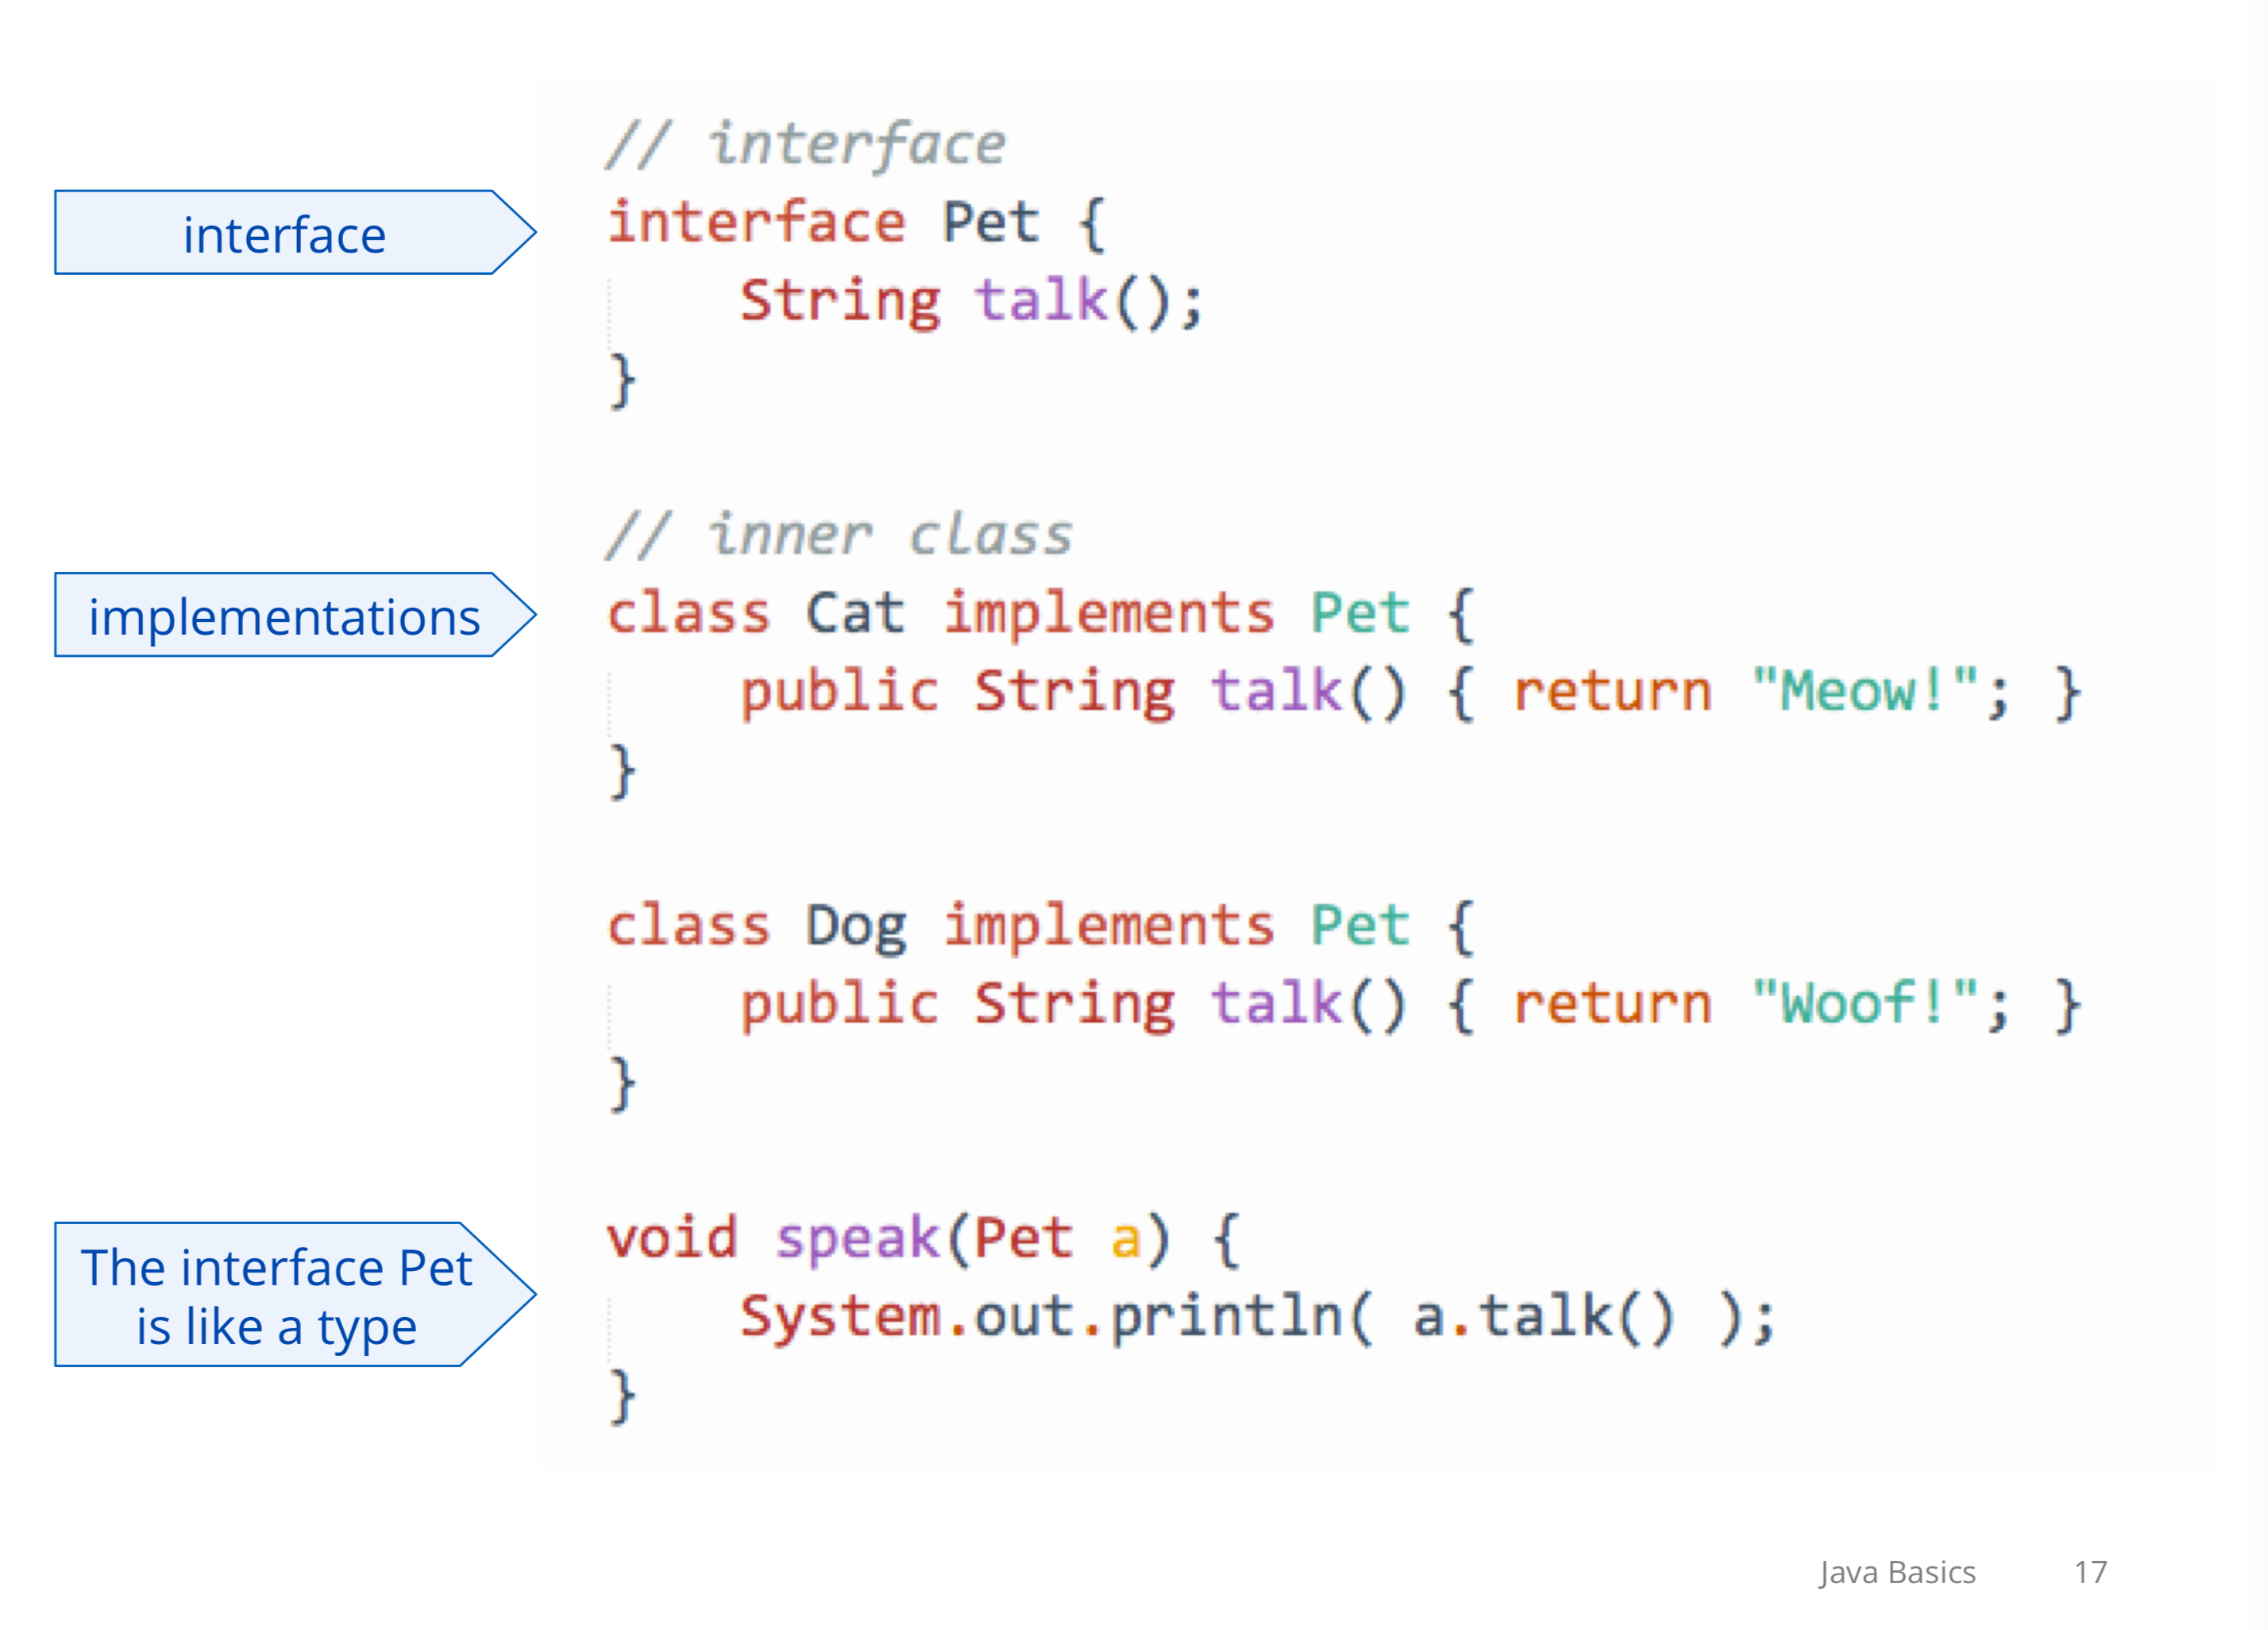 // interface
interface
interface Pet {
String talk();
}
// inner class
implementations
class Cat implements Pet {
public String talk() { return "Meow!"; }
}
class Dog implements Pet {
public String talk() { return "Woof!"; }
}
The interface Pet
is like a type
void speak(Pet a) {
System.out.println( a.talk() );
}
Java Basics 17